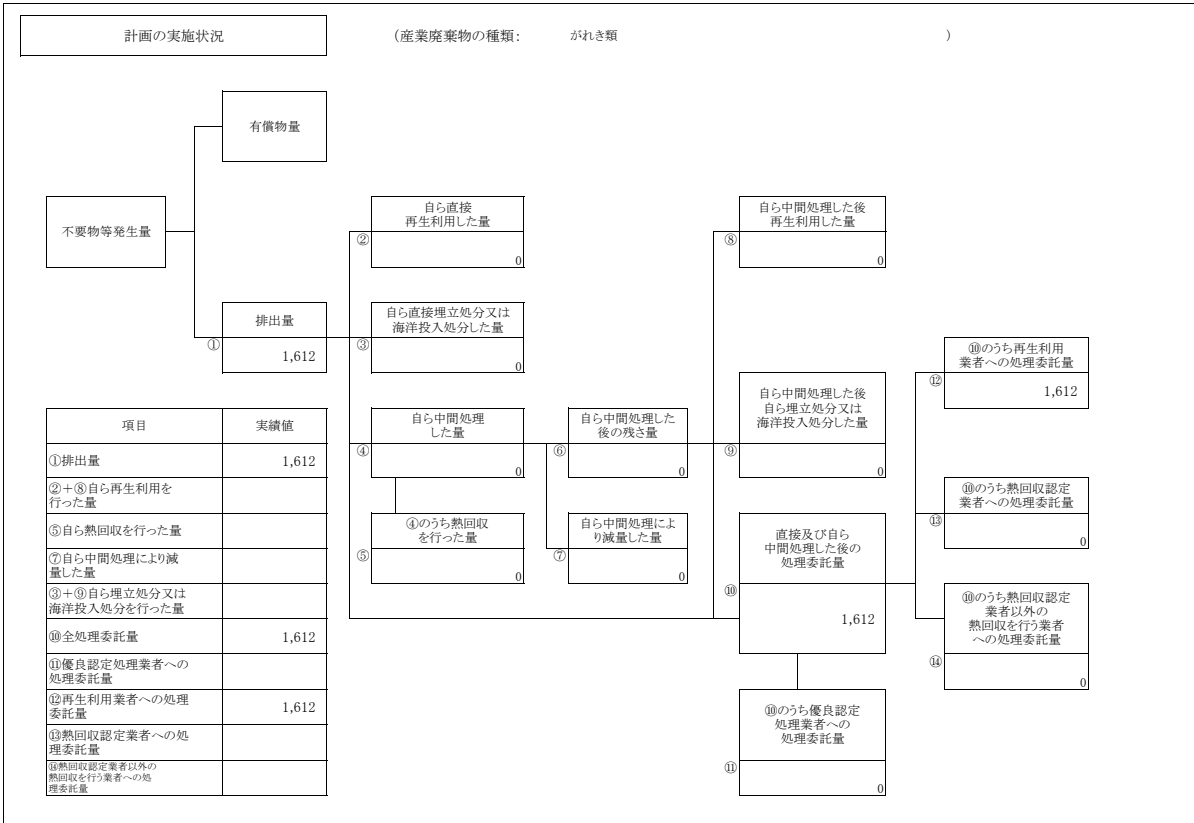 計画の実施状況
(産業廃棄物の種類: がれき類 )
有償物量
不要物等発生量
自ら直接
再生利用した量
②
0
自ら中間処理した後
再生利用した量
⑧
0
排出量
①
1,612
自ら直接埋立処分又は
海洋投入処分した量
③
0
⑩のうち再生利用
業者への処理委託量
⑫
1,612
自ら中間処理した後
自ら埋立処分又は
海洋投入処分した量
⑨
0
自ら中間処理
した量
④
0
自ら中間処理した
後の残さ量
⑥
0
⑩のうち熱回収認定
業者への処理委託量
⑬
0
④のうち熱回収
を行った量
⑤
0
自ら中間処理によ
り減量した量
⑦
0
直接及び自ら
中間処理した後の
処理委託量
⑩
1,612
⑩のうち熱回収認定
業者以外の
熱回収を行う業者
への処理委託量
⑭
0
⑩のうち優良認定
処理業者への
処理委託量
⑪
0
項目 実績値
①排出量 1,612
②+⑧自ら再生利用を
行った量
⑤自ら熱回収を行った量
⑦自ら中間処理により減
量した量
③+⑨自ら埋立処分又は
海洋投入処分を行った量
⑩全処理委託量 1,612
⑪優良認定処理業者への
処理委託量
⑫再生利用業者への処理
委託量 1,612
⑬熱回収認定業者への処
理委託量
⑭熱回収認定業者以外の
熱回収を行う業者への処
理委託量